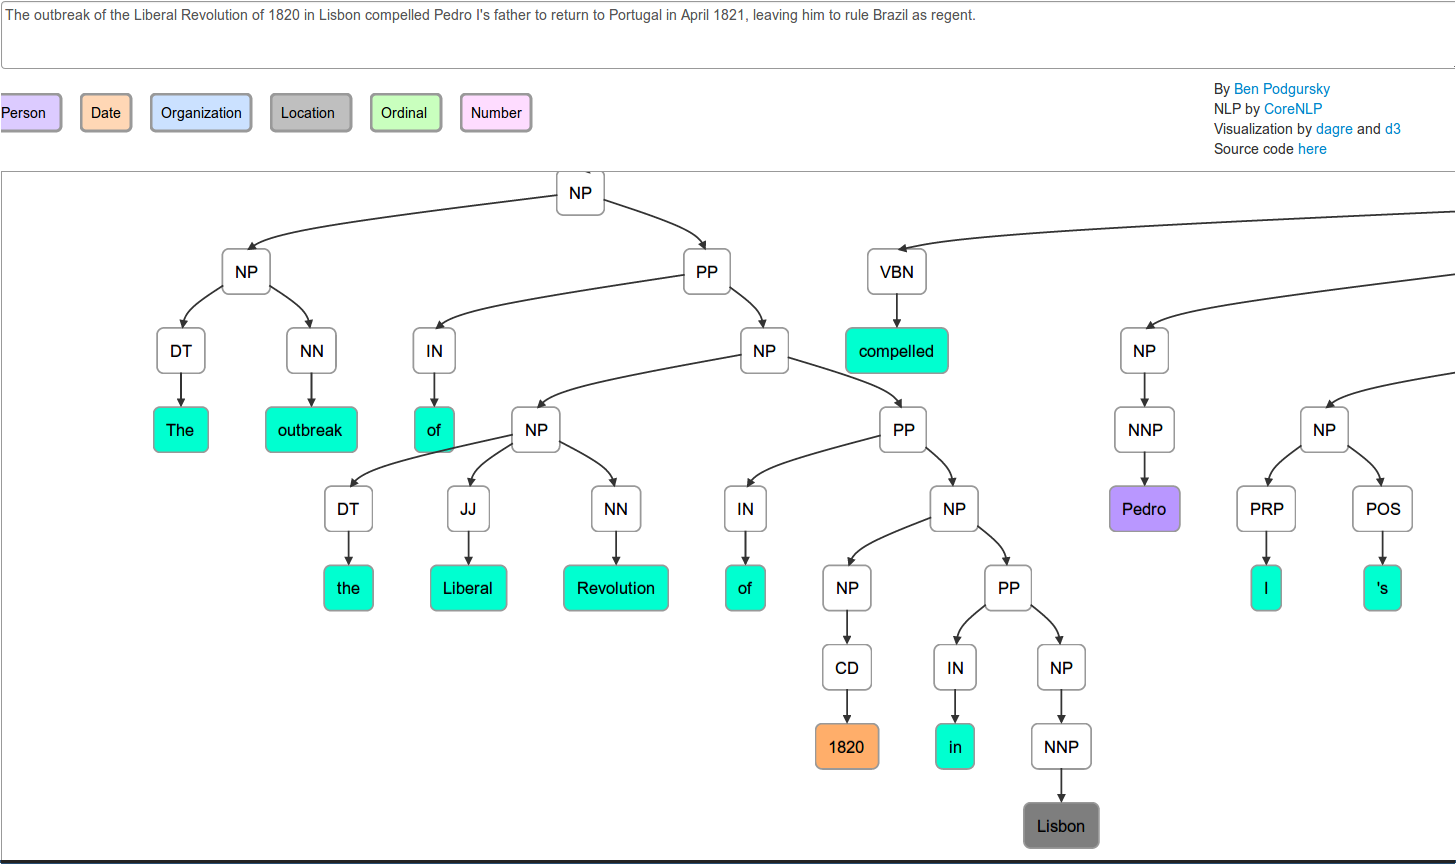 The outbreak of the Liberal Revolution of 1820 in Lisbon compelled Pedro I's father to return to Portugal in April 1821, leaving him to rule Brazil as regent.
Person Date Organization Location Ordinal Number
By Ben Podgursky
NLP by CoreNLP
Visualization by dagre and d3
Source code here
NP
NP PP VBN
DT NN IN NP compelled NP
The outbreak of NP PP NNP NP
DT JJ NN IN NP Pedro PRP POS
the Liberal Revolution of NP PP I 's
CD IN NP
1820 in NNP
Lisbon